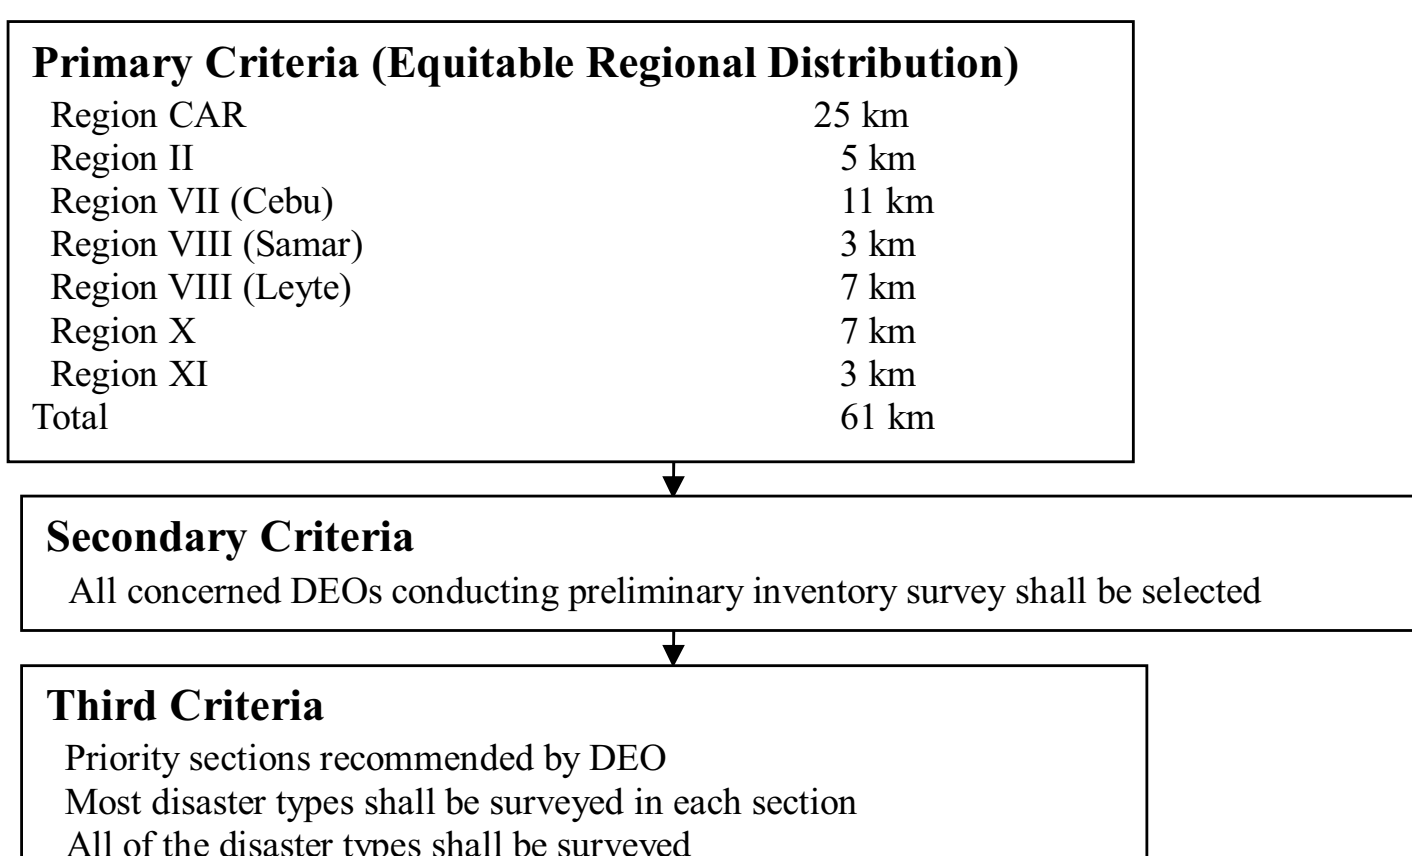 Primary Criteria (Equitable Regional Distribution)
Region CAR 25 km
Region II 5 km
Region VII (Cebu) 11 km
Region VIII (Samar) 3 km
Region VIII (Leyte) 7 km
Region X 7 km
Region XI 3 km
Total 61 km
Secondary Criteria
All concerned DEOs conducting preliminary inventory survey shall be selected
Third Criteria
Priority sections recommended by DEO
Most disaster types shall be surveyed in each section
All of the disaster types shall be surveyed